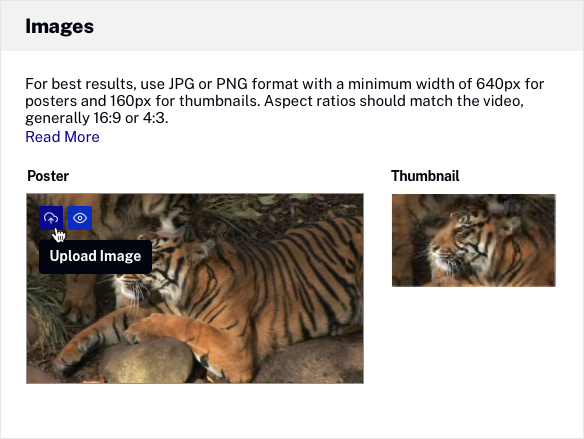 Images
For best results, use JPG or PNG format with a minimum width of 640px for
posters and 160px for thumbnails. Aspect ratios should match the video,
generally 16:9 or 4:3.
Read More
Poster
Thumbnail
Upload Image